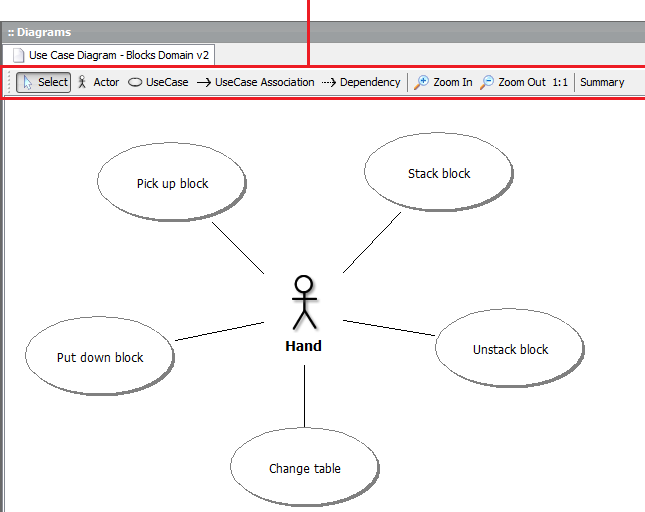 :: Diagrams
Use Case Diagram - Blocks Domain v2
Select Actor UseCase UseCase Association Dependency Zoom In Zoom Out 1:1 Summary
Pick up block
Stack block
Hand
Put down block
Unstack block
Change table